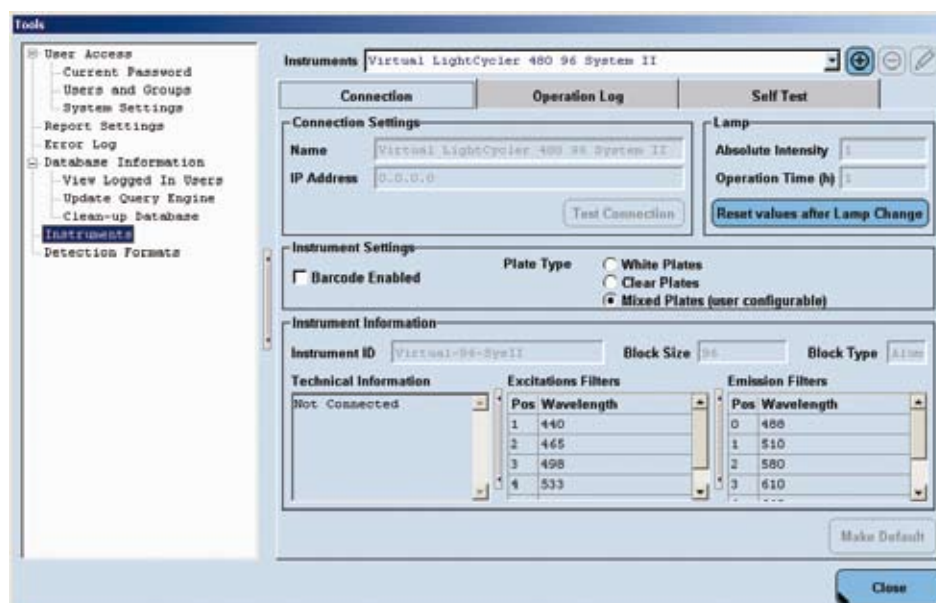 Tools
User Access
Current Password
Users and Groups
System Settings
Report Settings
Error Log
Database Information
View Logged In Users
Update Query Engine
Clean-up Database
Instruments
Detection Formats
Instruments Virtual LightCycler 480 96 System II
Connection Operation Log Self Test
Connection Settings
Name Virtual LightCycler 480 96 System II
IP Address 0.0.0.0
Test Connection
Lamp
Absolute Intensity 1
Operation Time (h) 1
Reset values after Lamp Change
Instrument Settings
Barcode Enabled
Plate Type
White Plates
Clear Plates
Mixed Plates (user configurable)
Instrument Information
Instrument ID Virtual-96-SysII Block Size 96 Block Type Alum
Technical Information
Not Connected
Excitations Filters
Pos Wavelength
1 440
2 465
3 498
4 533
Emission Filters
Pos Wavelength
0 488
1 510
2 580
3 610
Make Default
Close